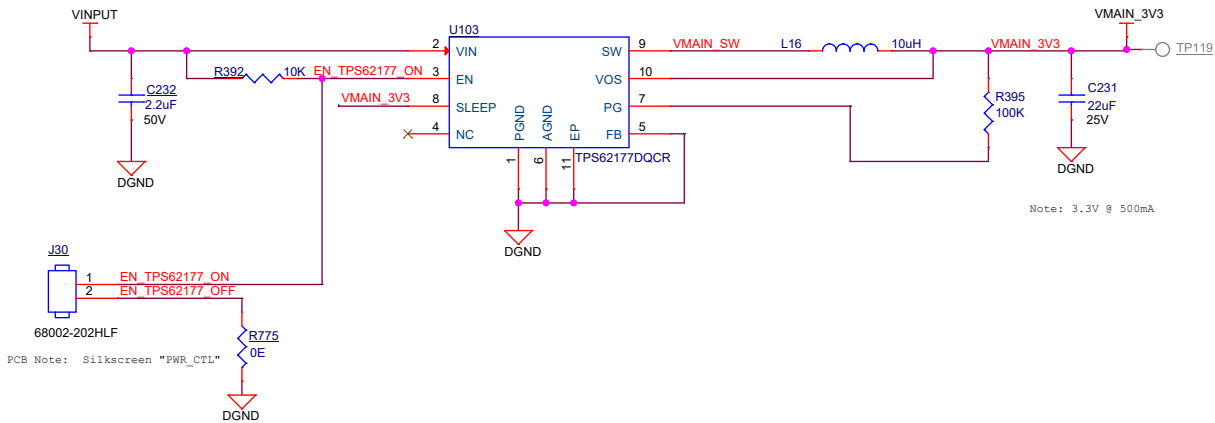 VINPUT
VMAIN_3V3
U103
2 VIN SW 9 VMAIN_SW L16 10uH VMAIN_3V3 TP119
R392 10K EN_TPS62177_ON 3 EN VOS 10
C232
2.2uF
50V
VMAIN_3V3 8 SLEEP PG 7
R395
100K
C231
22uF
25V
4 NC FB 5
PGND AGND EP
TPS62177DQCR
1 6 11
DGND
DGND
Note: 3.3V @ 500mA
DGND
J30
1 EN_TPS62177_ON
2 EN_TPS62177_OFF
68002-202HLF
R775
0E
PCB Note: Silkscreen "PWR_CTL"
DGND